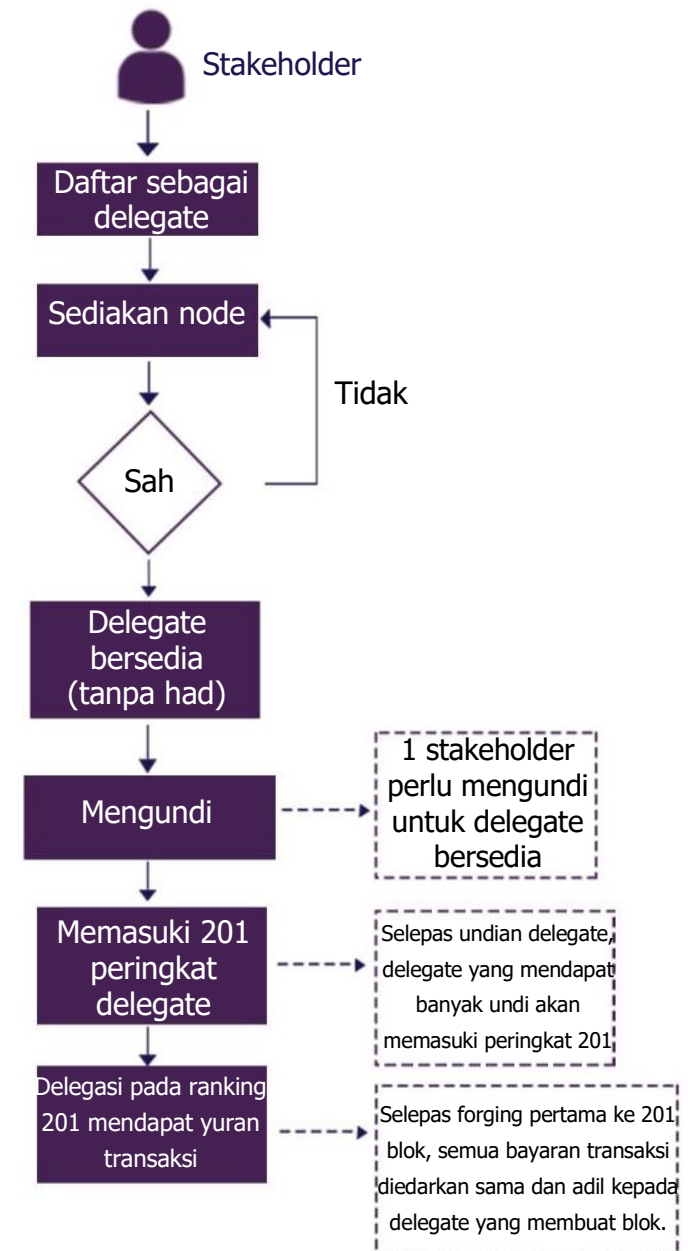 Stakeholder
Daftar sebagai
delegate
Sediakan node
Tidak
Sah
Delegate
bersedia
(tanpa had)
Mengundi
1 stakeholder
perlu mengundi
untuk delegate
bersedia
Memasuki 201
peringkat
delegate
Selepas undian delegate,
delegate yang mendapat
banyak undi akan
memasuki peringkat 201
Delegasi pada ranking
201 mendapat yuran
transaksi
Selepas forging pertama ke 201
blok, semua bayaran transaksi
diedarkan sama dan adil kepada
delegate yang membuat blok.